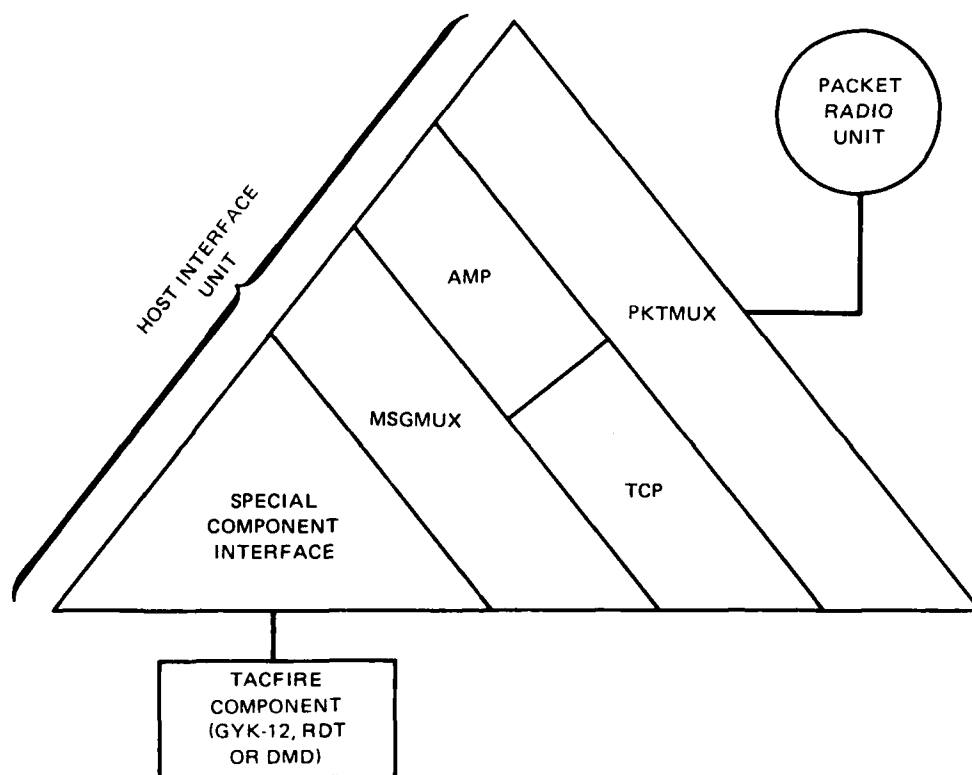 PACKET
RADIO
UNIT
HOST INTERFACE
UNIT
AMP
PKTMUX
MSGMUX
TCP
SPECIAL
COMPONENT
INTERFACE
TACFIRE
COMPONENT
(GYK-12, RDT
OR DMD)